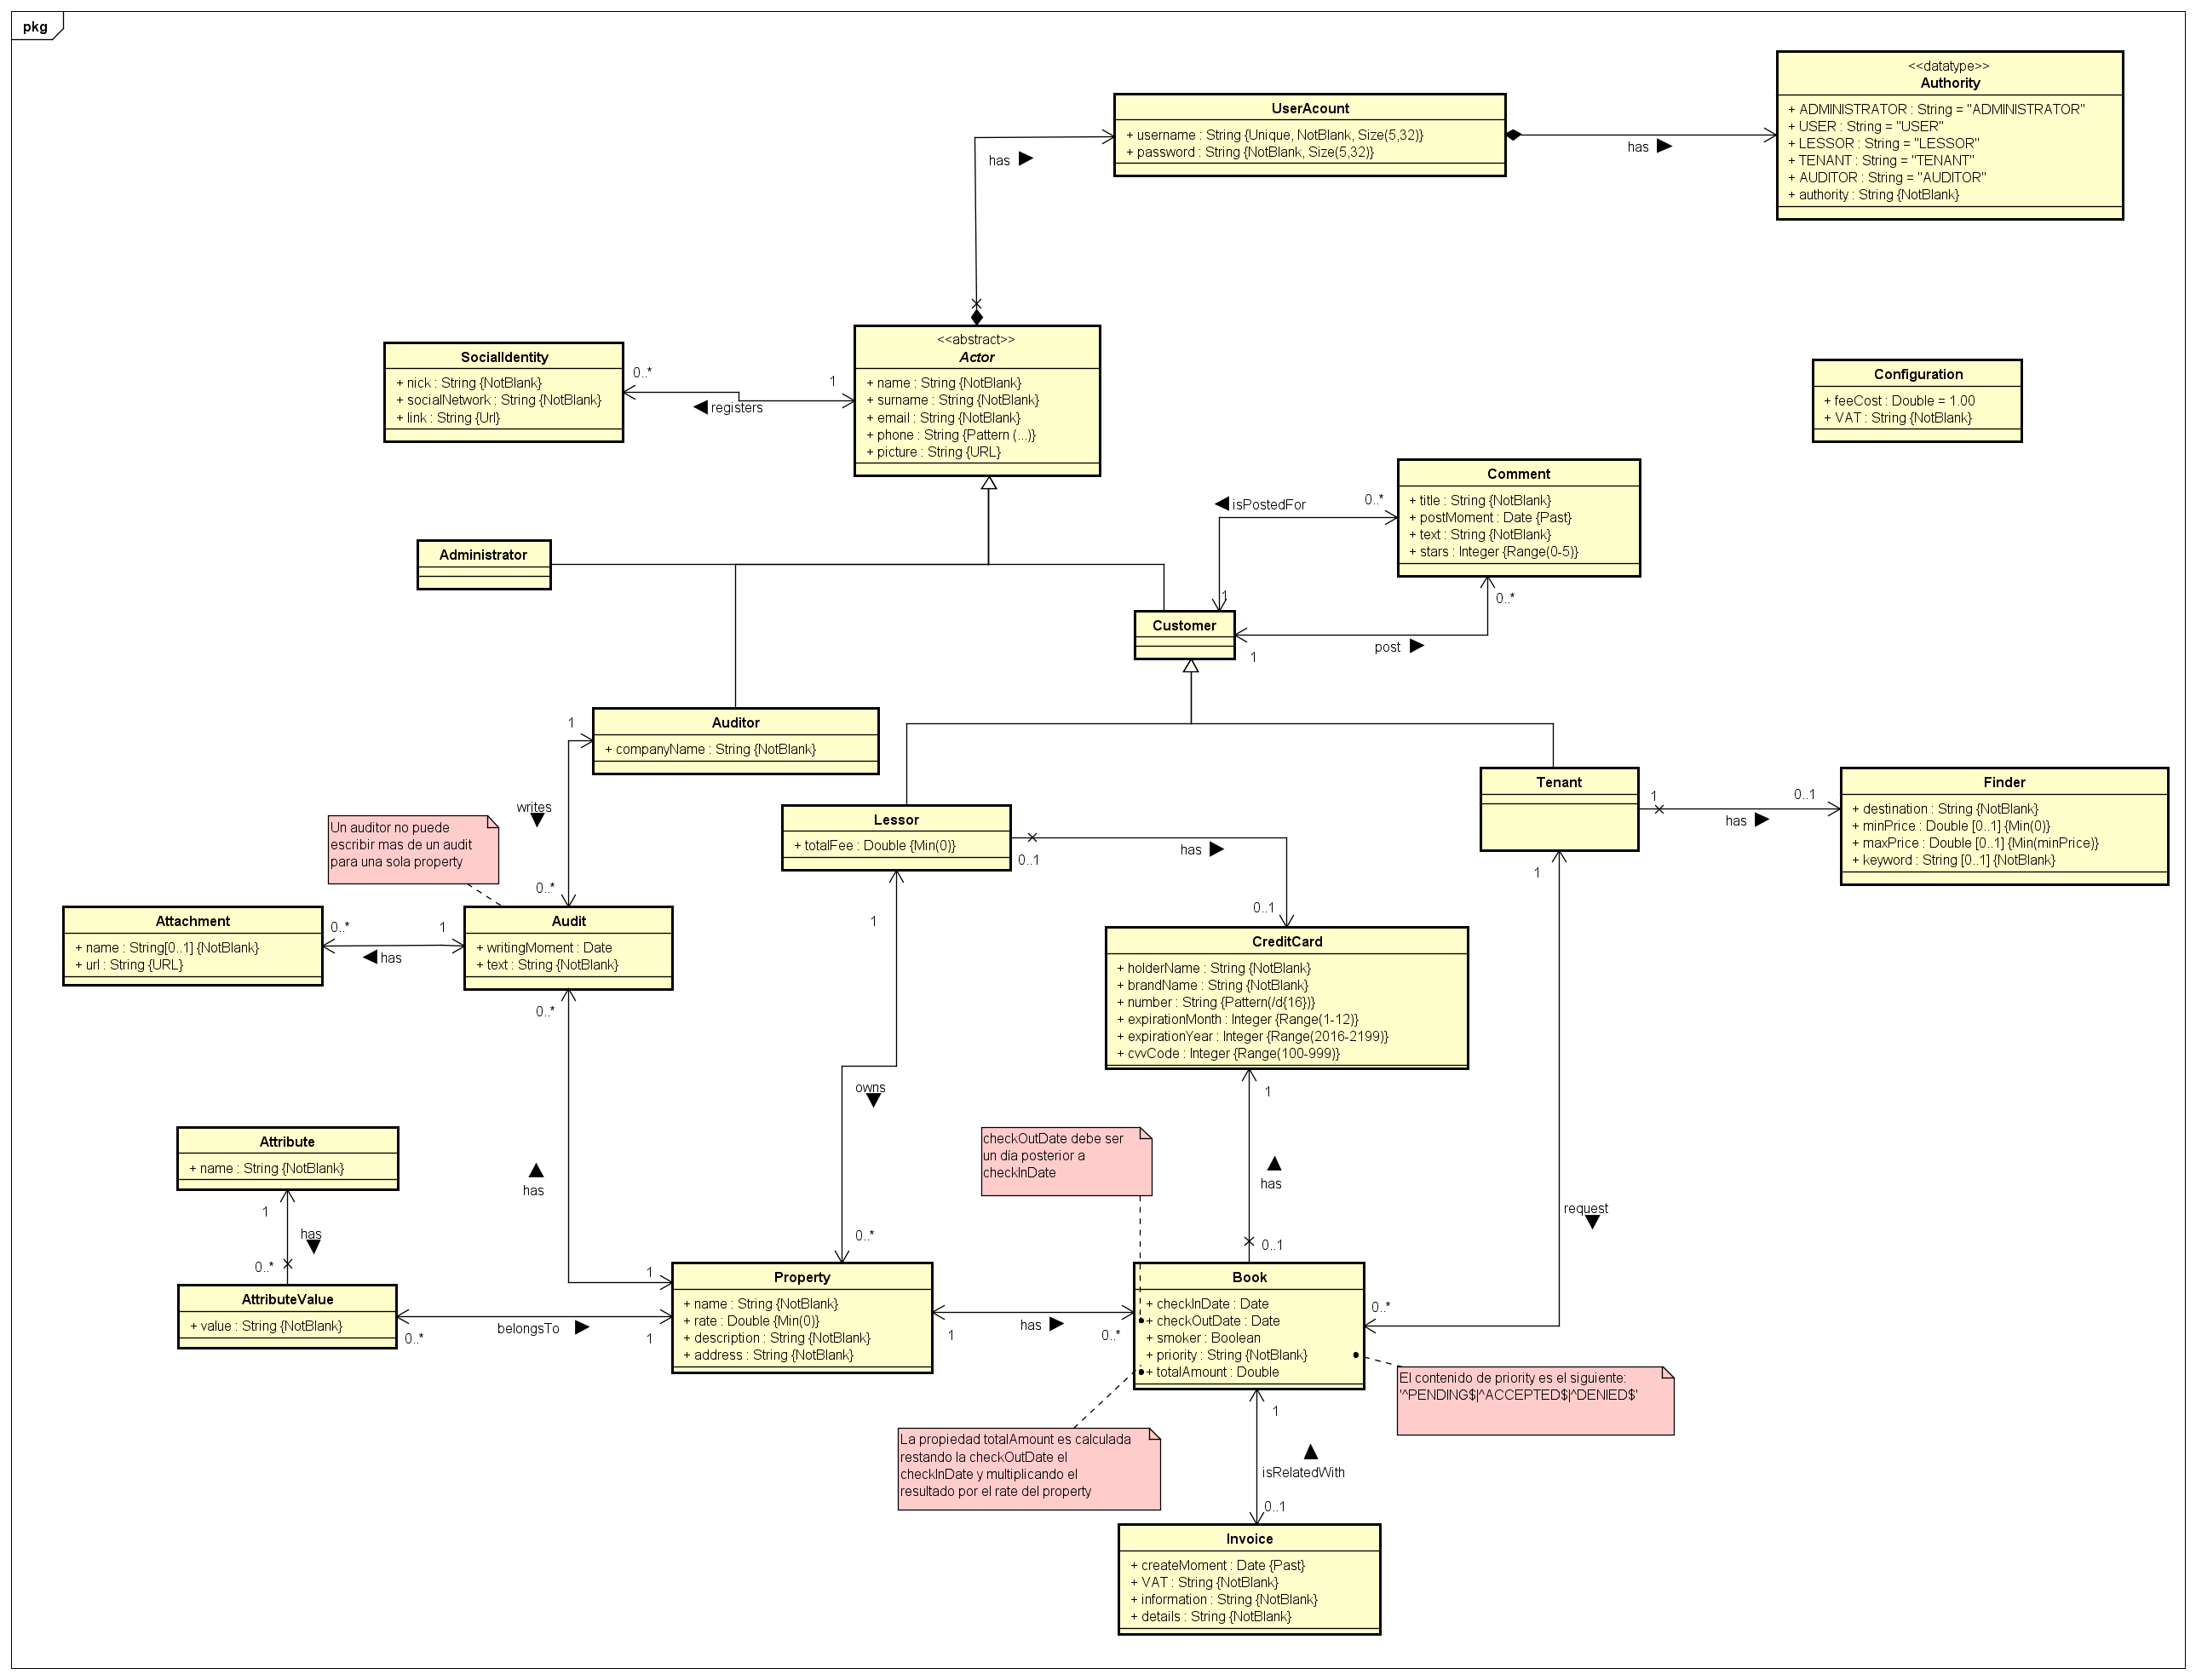 pkg
<<datatype>>
Authority
+ ADMINISTRATOR : String = "ADMINISTRATOR"
+ USER : String = "USER"
+ LESSOR : String = "LESSOR"
+ TENANT : String = "TENANT"
+ AUDITOR : String = "AUDITOR"
+ authority : String {NotBlank}
UserAcount
+ username : String {Unique, NotBlank, Size(5,32)}
+ password : String {NotBlank, Size(5,32)}
has
has
<<abstract>>
Actor
+ name : String {NotBlank}
+ surname : String {NotBlank}
+ email : String {NotBlank}
+ phone : String {Pattern (...)}
+ picture : String {URL}
SocialIdentity
+ nick : String {NotBlank}
+ socialNetwork : String {NotBlank}
+ link : String {Url}
0..*
1
registers
Configuration
+ feeCost : Double = 1.00
+ VAT : String {NotBlank}
Comment
+ title : String {NotBlank}
+ postMoment : Date {Past}
+ text : String {NotBlank}
+ stars : Integer {Range(0-5)}
isPostedFor
0..*
1
0..*
post
1
Administrator
Customer
Auditor
+ companyName : String {NotBlank}
1
writes
0..*
Un auditor no puede
escribir mas de un audit
para una sola property
Lessor
+ totalFee : Double {Min(0)}
0..1
has
0..1
Tenant
1
has
0..1
Finder
+ destination : String {NotBlank}
+ minPrice : Double [0..1] {Min(0)}
+ maxPrice : Double [0..1] {Min(minPrice)}
+ keyword : String [0..1] {NotBlank}
Attachment
+ name : String[0..1] {NotBlank}
+ url : String {URL}
0..*
1
has
Audit
+ writingMoment : Date
+ text : String {NotBlank}
0..*
has
1
1
owns
0..*
CreditCard
+ holderName : String {NotBlank}
+ brandName : String {NotBlank}
+ number : String {Pattern(/d{16})}
+ expirationMonth : Integer {Range(1-12)}
+ expirationYear : Integer {Range(2016-2199)}
+ cvvCode : Integer {Range(100-999)}
1
has
0..1
1
request
0..*
checkOutDate debe ser
un día posterior a
checkInDate
Attribute
+ name : String {NotBlank}
1
has
0..*
AttributeValue
+ value : String {NotBlank}
0..*
belongsTo
1
Property
+ name : String {NotBlank}
+ rate : Double {Min(0)}
+ description : String {NotBlank}
+ address : String {NotBlank}
1
has
0..*
Book
+ checkInDate : Date
+ checkOutDate : Date
+ smoker : Boolean
+ priority : String {NotBlank}
+ totalAmount : Double
El contenido de priority es el siguiente:
'^PENDING$|^ACCEPTED$|^DENIED$'
La propiedad totalAmount es calculada
restando la checkOutDate el
checkInDate y multiplicando el
resultado por el rate del property
1
isRelatedWith
0..1
Invoice
+ createMoment : Date {Past}
+ VAT : String {NotBlank}
+ information : String {NotBlank}
+ details : String {NotBlank}